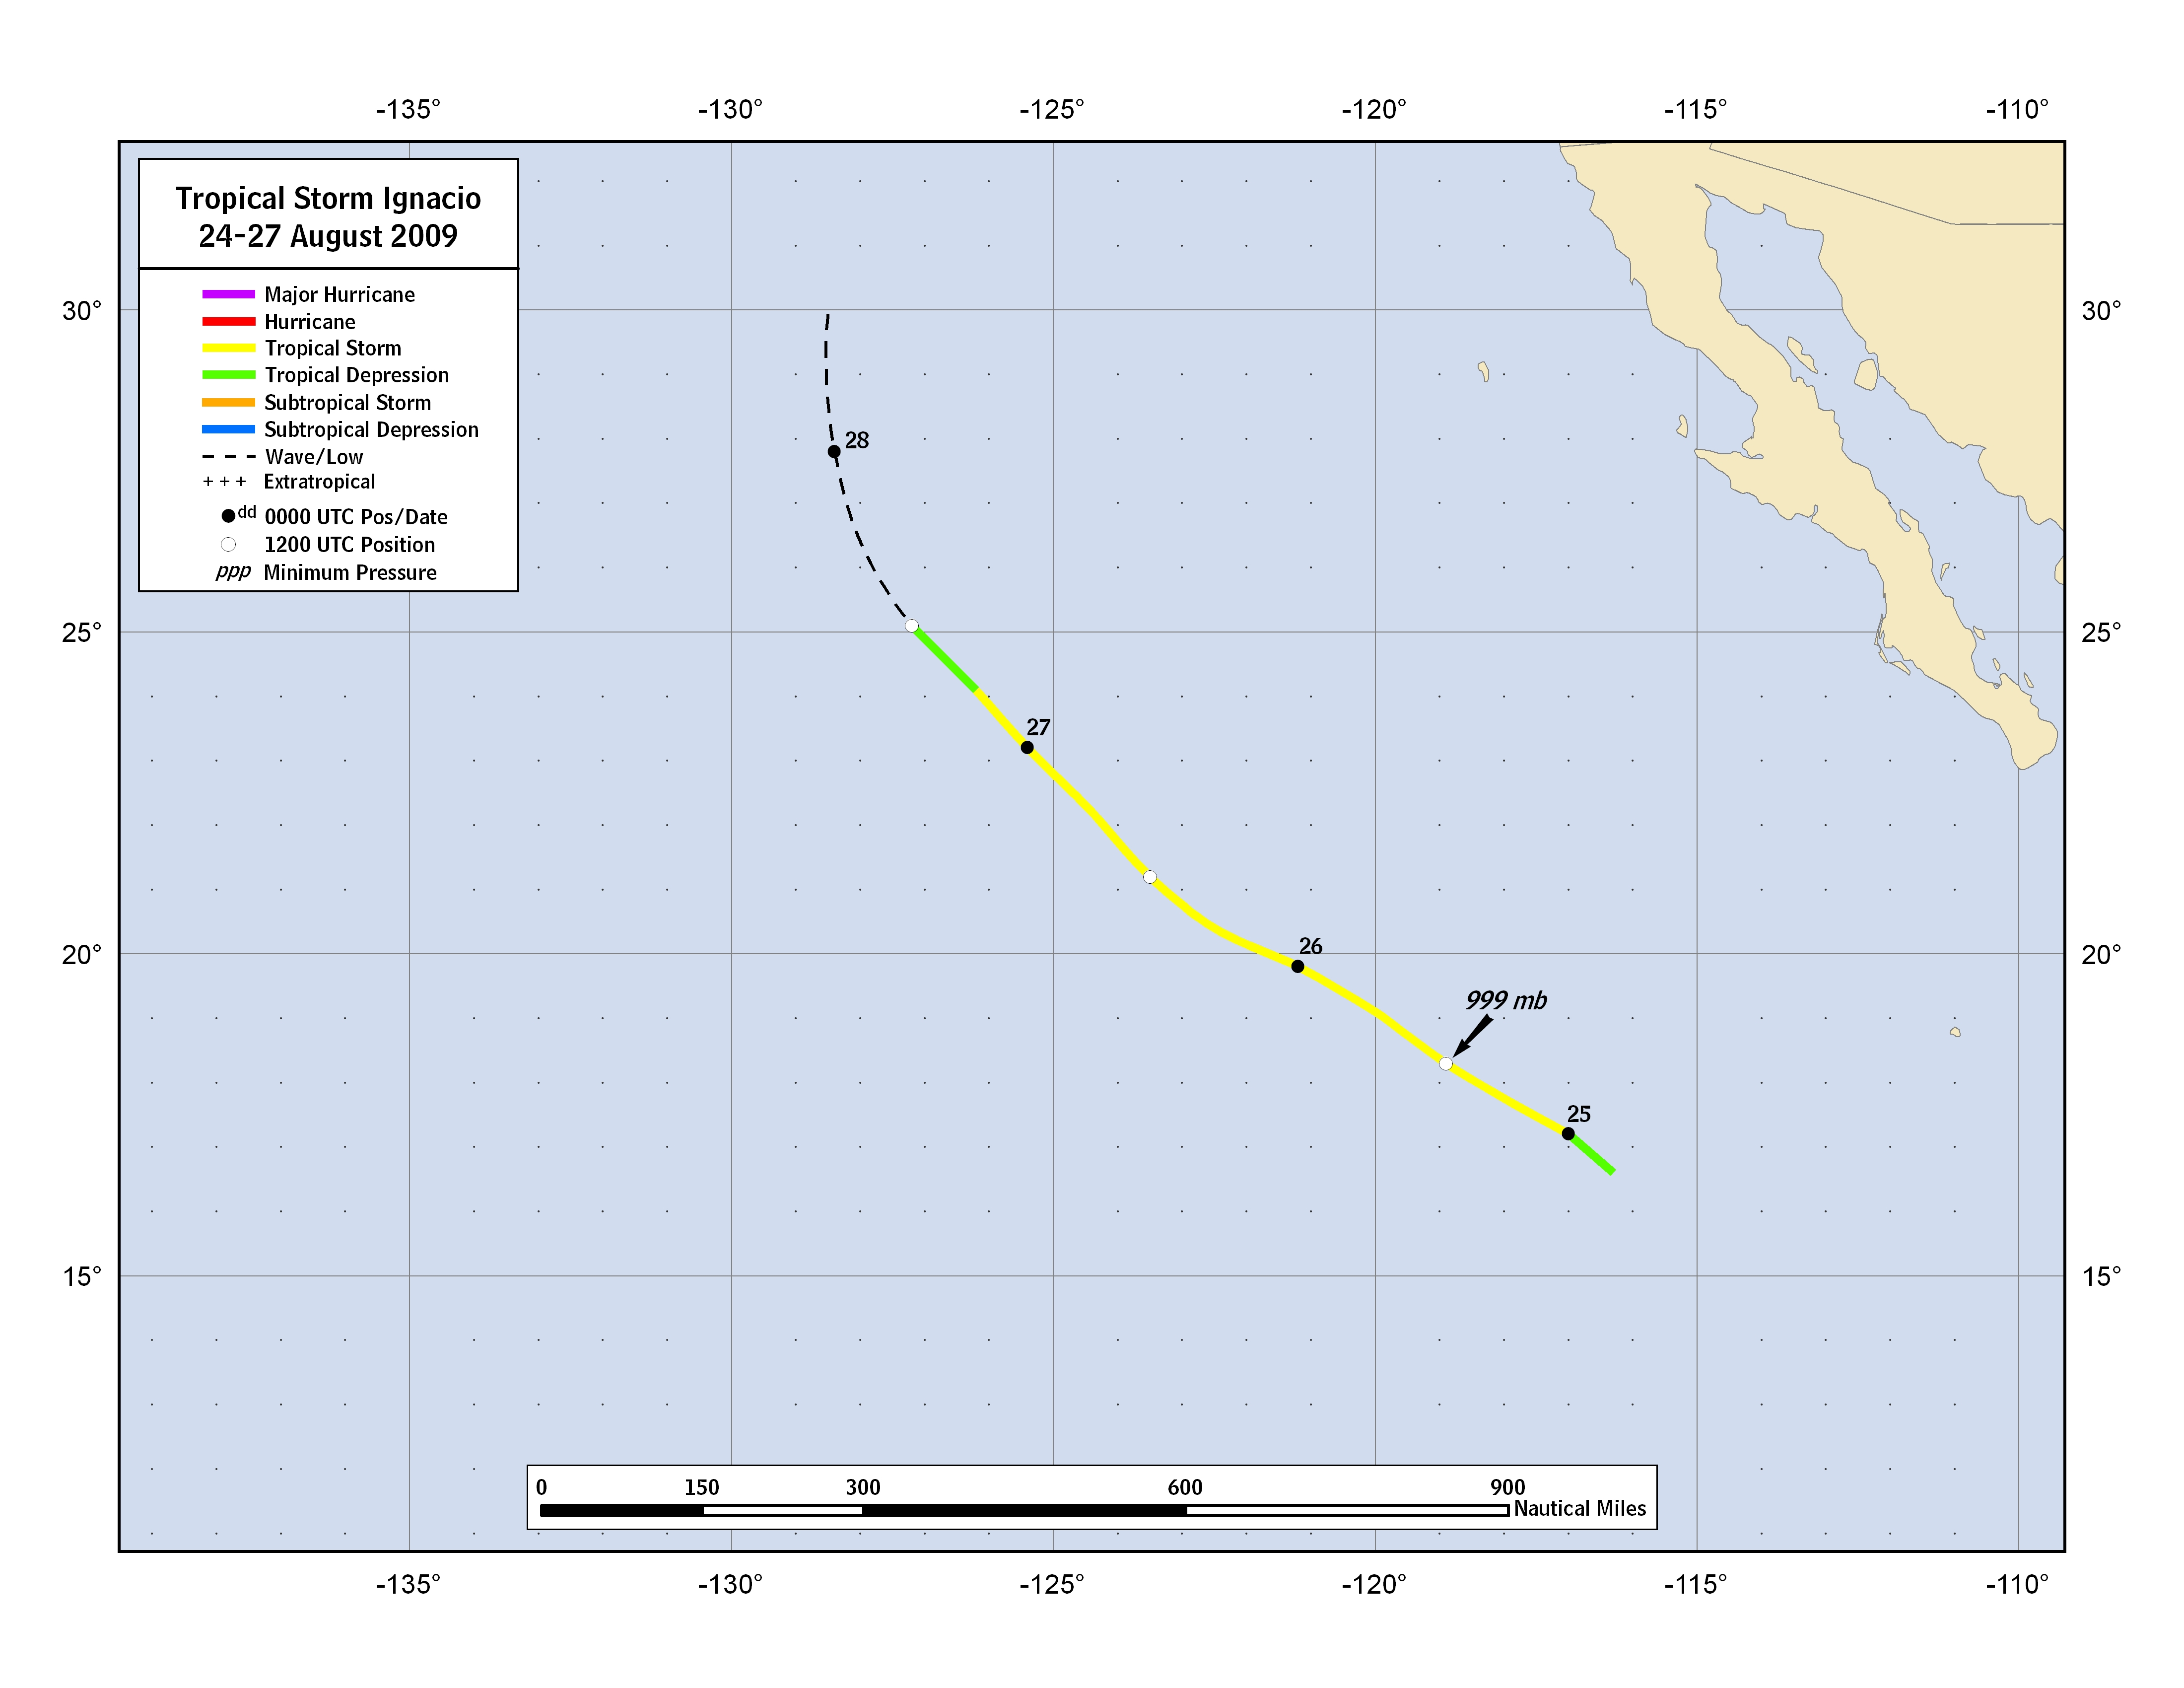 -135° -130° -125° -120° -115° -110°
Tropical Storm Ignacio
24-27 August 2009
Major Hurricane
Hurricane
Tropical Storm
Tropical Depression
Subtropical Storm
Subtropical Depression
Wave/Low
+ + + Extratropical
dd 0000 UTC Pos/Date
1200 UTC Position
ppp Minimum Pressure
30° 30°
28
25° 25°
27
20° 26 20°
999 mb
25
15° 15°
0 150 300 600 900
Nautical Miles
-135° -130° -125° -120° -115° -110°